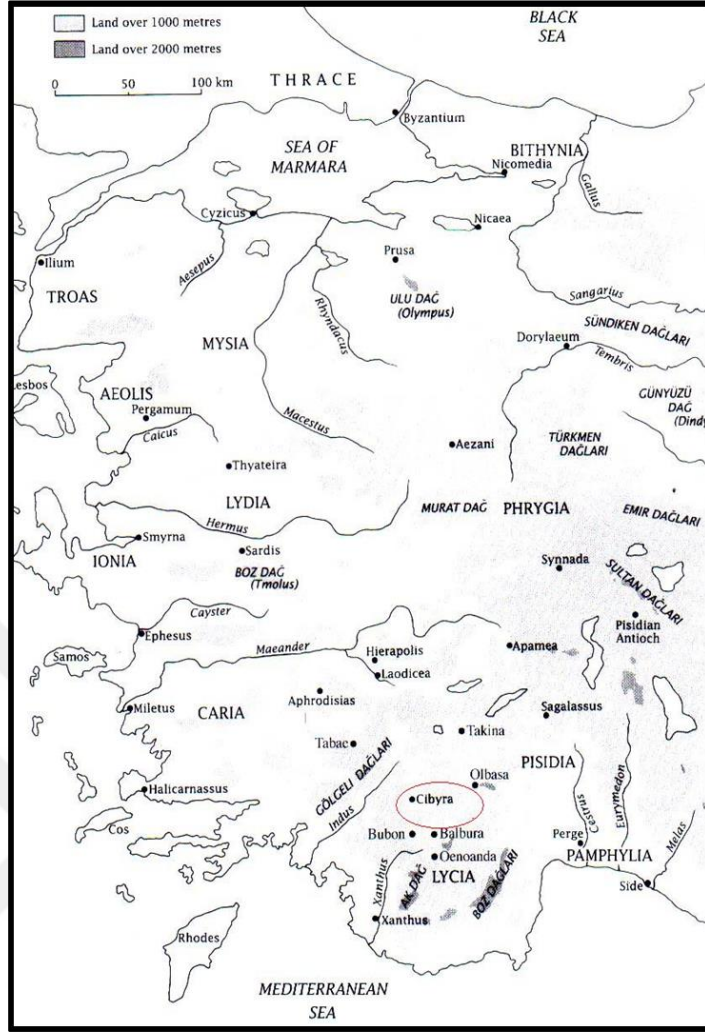 Land over 1000 metres
Land over 2000 metres
0 50 100 km
BLACK
SEA
THRACE
Byzantium
SEA OF
MARMARA
BITHYNIA
Nicomedia
Gallus
Cyzicus
Nicaea
Ilium
Aesepus
Prusa
TROAS
ULU DAĞ
(Olympus)
Rhyndacus
Sangarius
SÜNDIKEN DAĞLARI
MYSIA
Dorylaeum
Tembris
Lesbos
AEOLIS
GÜNYÜZÜ
DAĞ
(Dindy
Pergamum
Macestus
Caicus
Aezani
TÜRKMEN
DAĞLARI
Thyateira
LYDIA
MURAT DAĞ
PHRYGIA
EMIR DAĞLARI
Hermus
Smyrna
Sardis
IONIA
BOZ DAĞ
(Tmolus)
Synnada
SULTAN DAĞLARI
Cayster
Pisidian
Antioch
Ephesus
Maeander
Hierapolis
Apamea
Samos
Laodicea
Aphrodisias
Miletus
CARIA
Sagalassus
Takina
Tabae
GÖLGELI DAĞLARI
PISIDIA
Olbasa
Halicarnassus
Cibyra
Indus
Cestrus
Eurymedon
Cos
Bubon
Balbura
Perge
Melas
Oenoanda
PAMPHYLIA
Xanthus
AK DAĞ
LYCIA
BOZ DAĞLARI
Side
Xanthus
Rhodes
MEDITERRANEAN
SEA